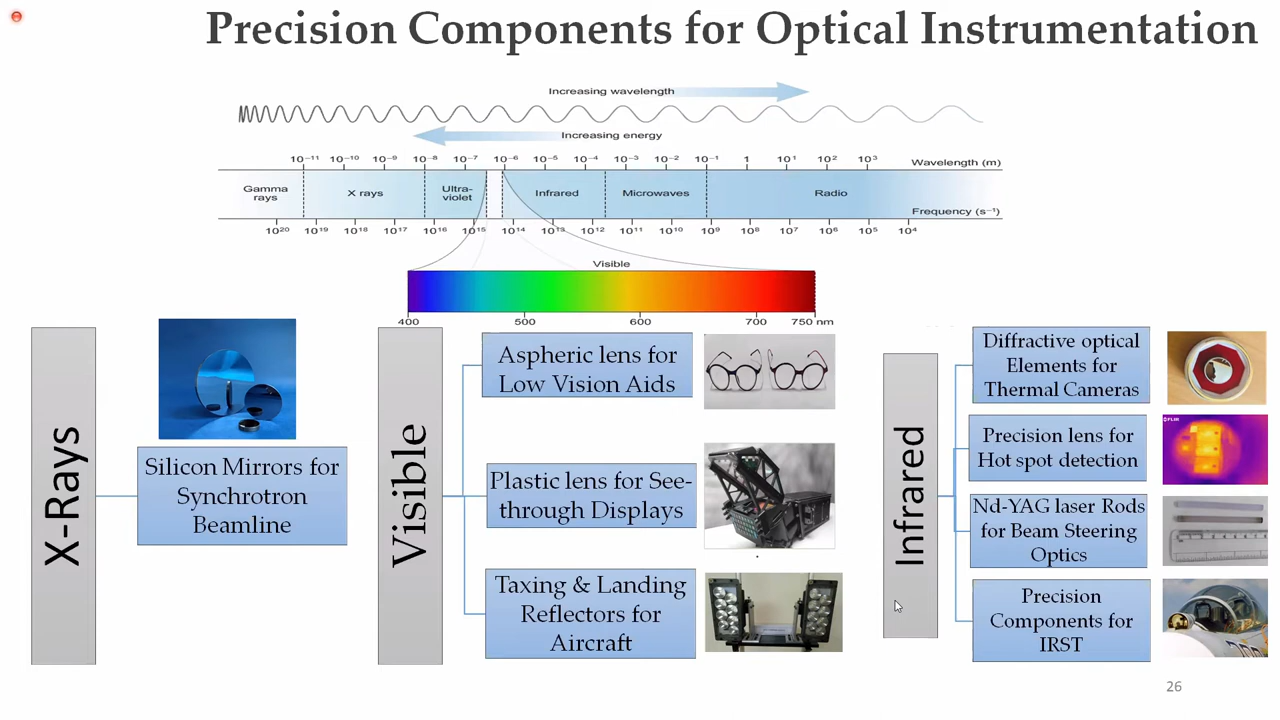 Precision Components for Optical Instrumentation
Increasing wavelength
Increasing energy
10⁻¹¹ 10⁻¹⁰ 10⁻⁹ 10⁻⁸ 10⁻⁷ 10⁻⁶ 10⁻⁵ 10⁻⁴ 10⁻³ 10⁻² 10⁻¹ 1 10¹ 10² 10³ Wavelength (m)
Gamma
rays
X rays
Ultra-
violet
Infrared
Microwaves
Radio
Frequency (s⁻¹)
10²⁰ 10¹⁹ 10¹⁸ 10¹⁷ 10¹⁶ 10¹⁵ 10¹⁴ 10¹³ 10¹² 10¹¹ 10¹⁰ 10⁹ 10⁸ 10⁷ 10⁶ 10⁵ 10⁴
Visible
400 500 600 700 750 nm
X-Rays
Silicon Mirrors for
Synchrotron
Beamline
Visible
Aspheric lens for
Low Vision Aids
Plastic lens for See-
through Displays
Taxing & Landing
Reflectors for
Aircraft
Infrared
Diffractive optical
Elements for
Thermal Cameras
Precision lens for
Hot spot detection
Nd-YAG laser Rods
for Beam Steering
Optics
Precision
Components for
IRST
26